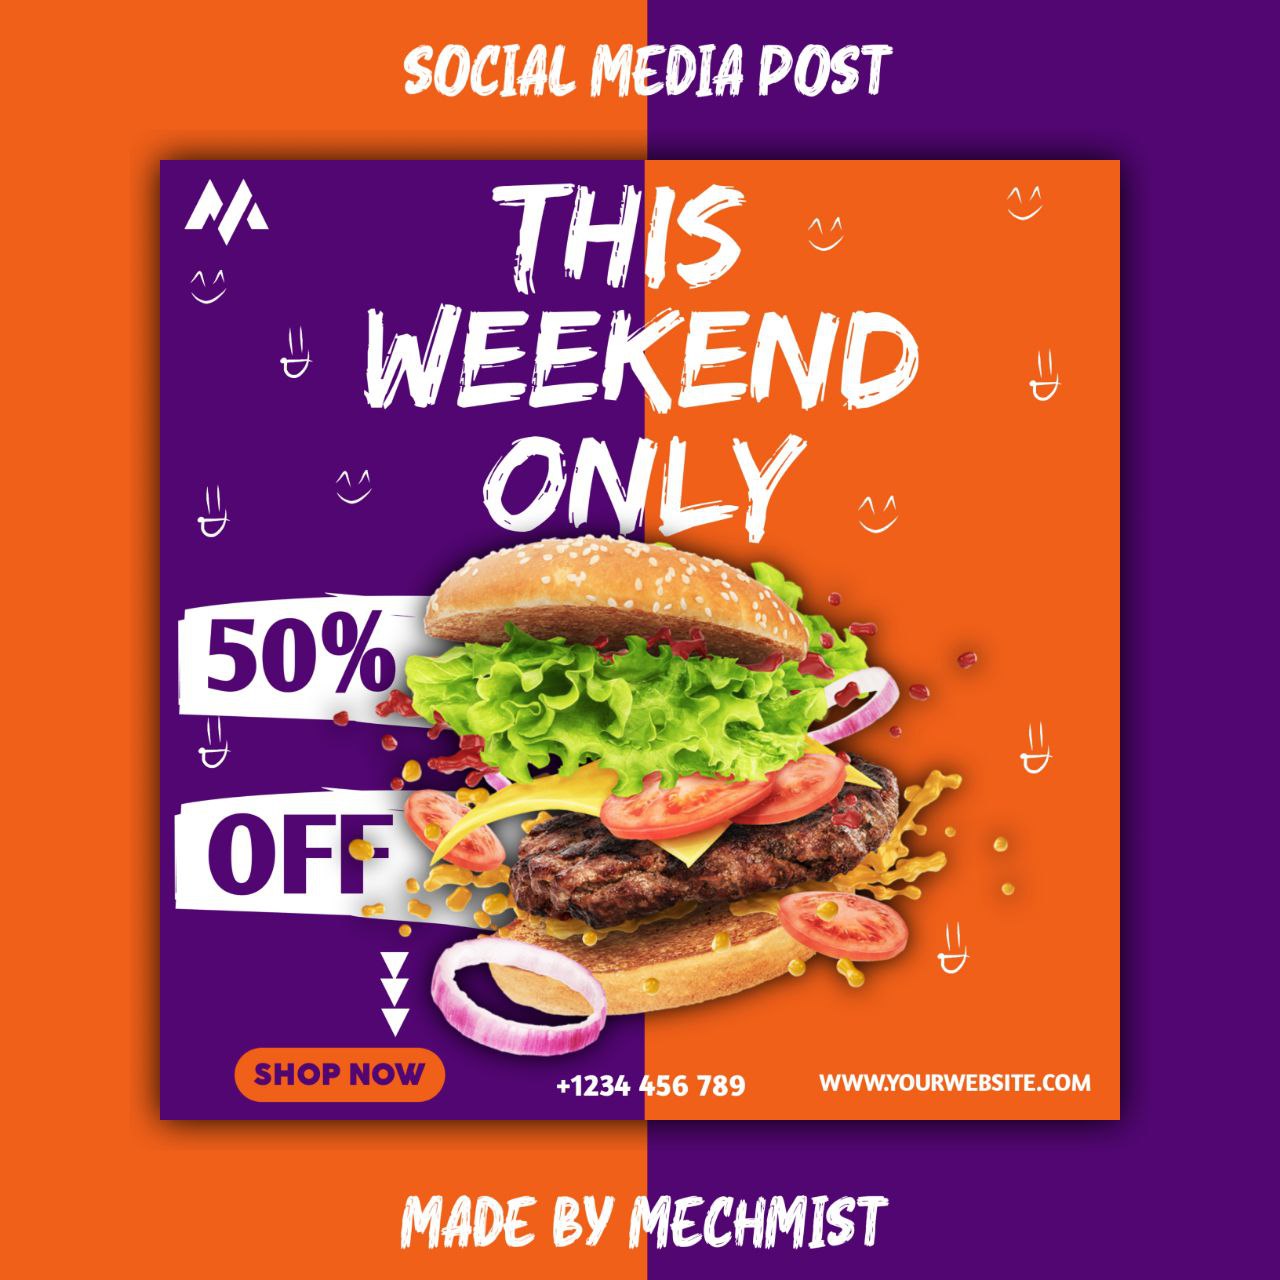 SOCIAL MEDIA POST
THIS
WEEKEND
ONLY
50%
OFF
SHOP NOW
+1234 456 789
WWW.YOURWEBSITE.COM
MADE BY MECHMIST